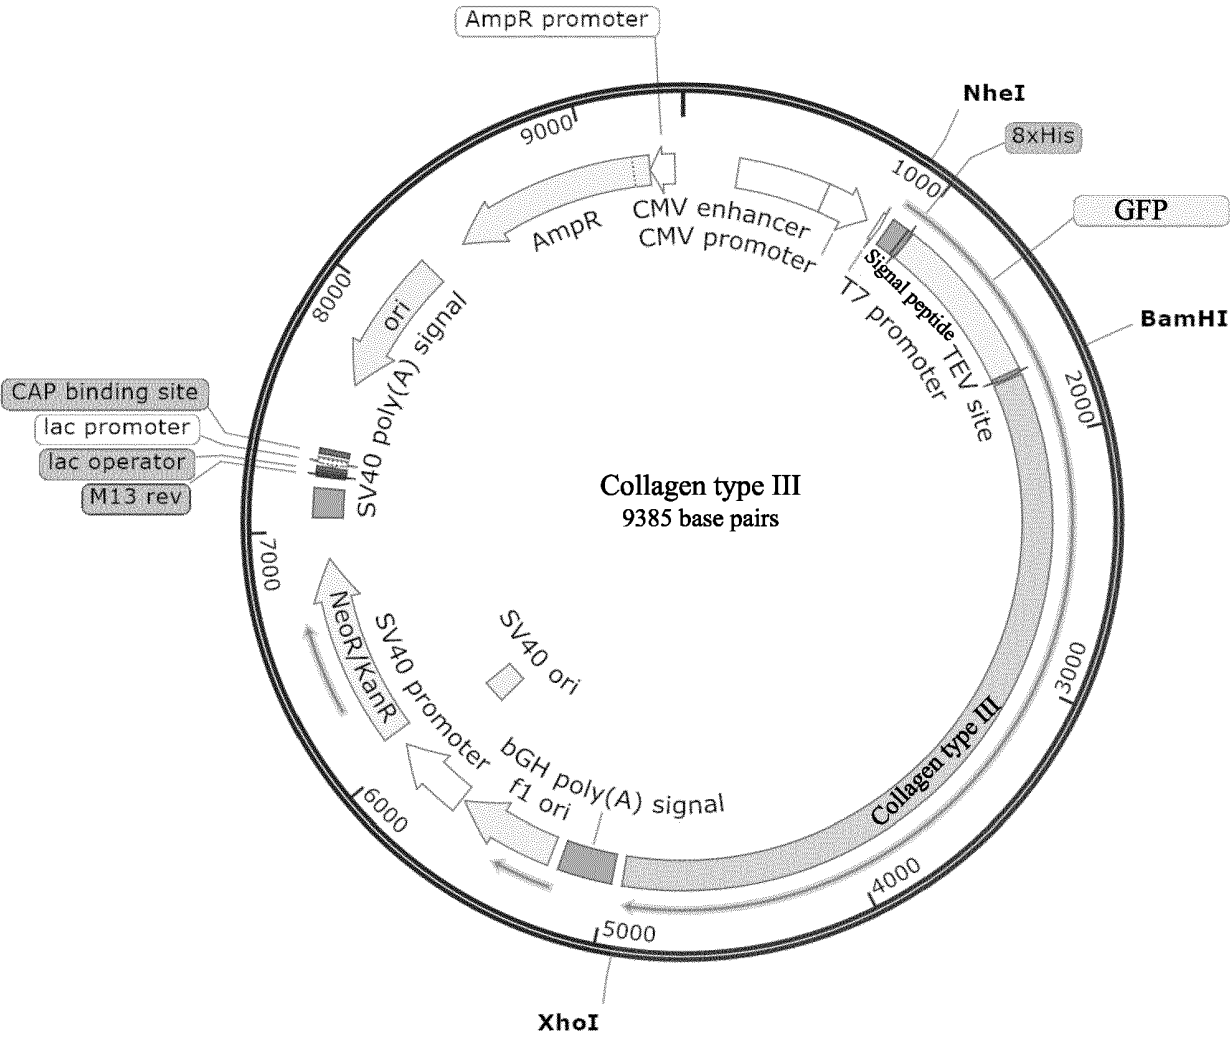 AmpR promoter
NheI
8xHis
GFP
BamHI
9000
1000
8000
2000
CMV enhancer
CMV promoter
AmpR
Signal peptide
T7 promoter
TEV site
ori
SV40 poly(A) signal
CAP binding site
lac promoter
lac operator
M13 rev
Collagen type III
9385 base pairs
7000
NeoR/KanR
SV40 promoter
SV40 ori
3000
Collagen type III
bGH poly(A) signal
f1 ori
6000
4000
5000
XhoI